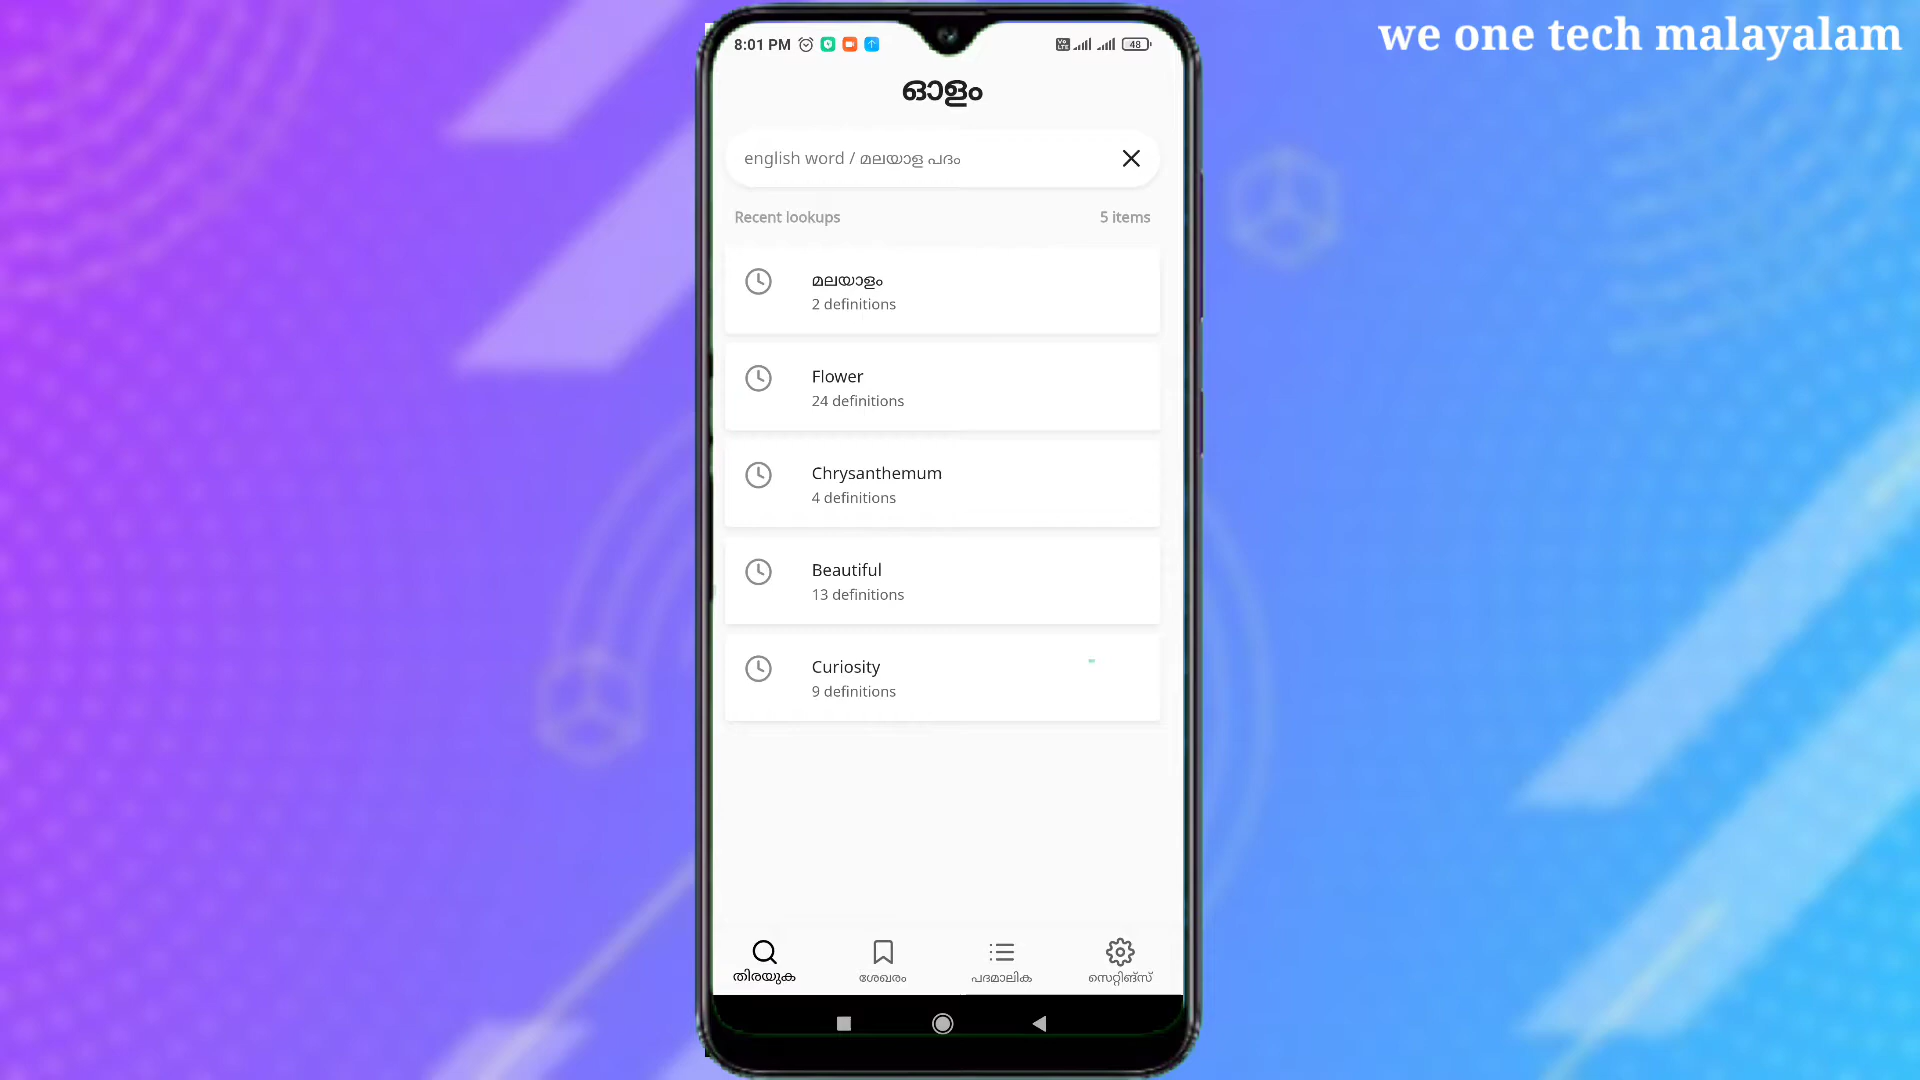 we one tech malayalam
8:01 PM 48
ഓളം
english word / മലയാള പദം
Recent lookups 5 items
മലയാളം
2 definitions
Flower
24 definitions
Chrysanthemum
4 definitions
Beautiful
13 definitions
Curiosity
9 definitions
തിരയുക ശേഖരം പദമാലിക സെറ്റിങ്സ്